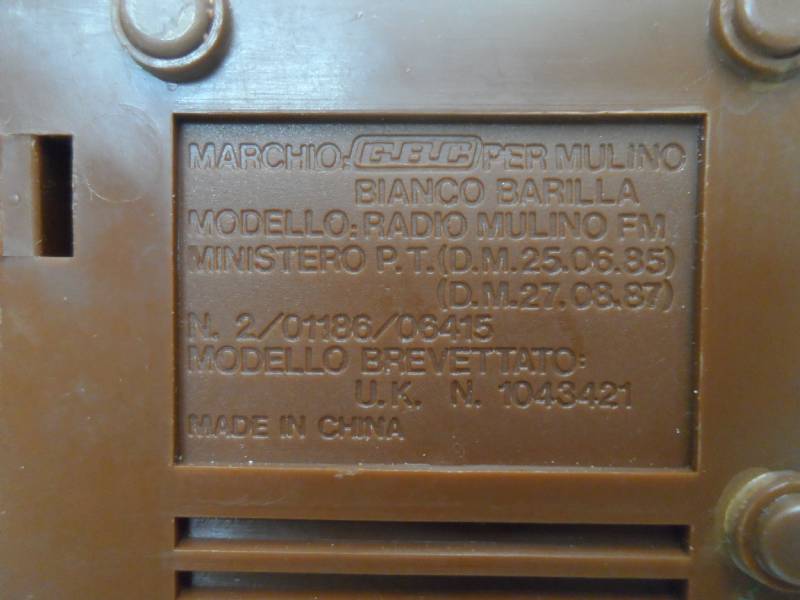 MARCHIO: GBC PER MULINO
BIANCO BARILLA
MODELLO: RADIO MULINO FM
MINISTERO P.T. (D.M. 25.06.85)
(D.M. 27.08.87)
N. 2/01186/06415
MODELLO BREVETTATO:
U.K. N. 1043421
MADE IN CHINA